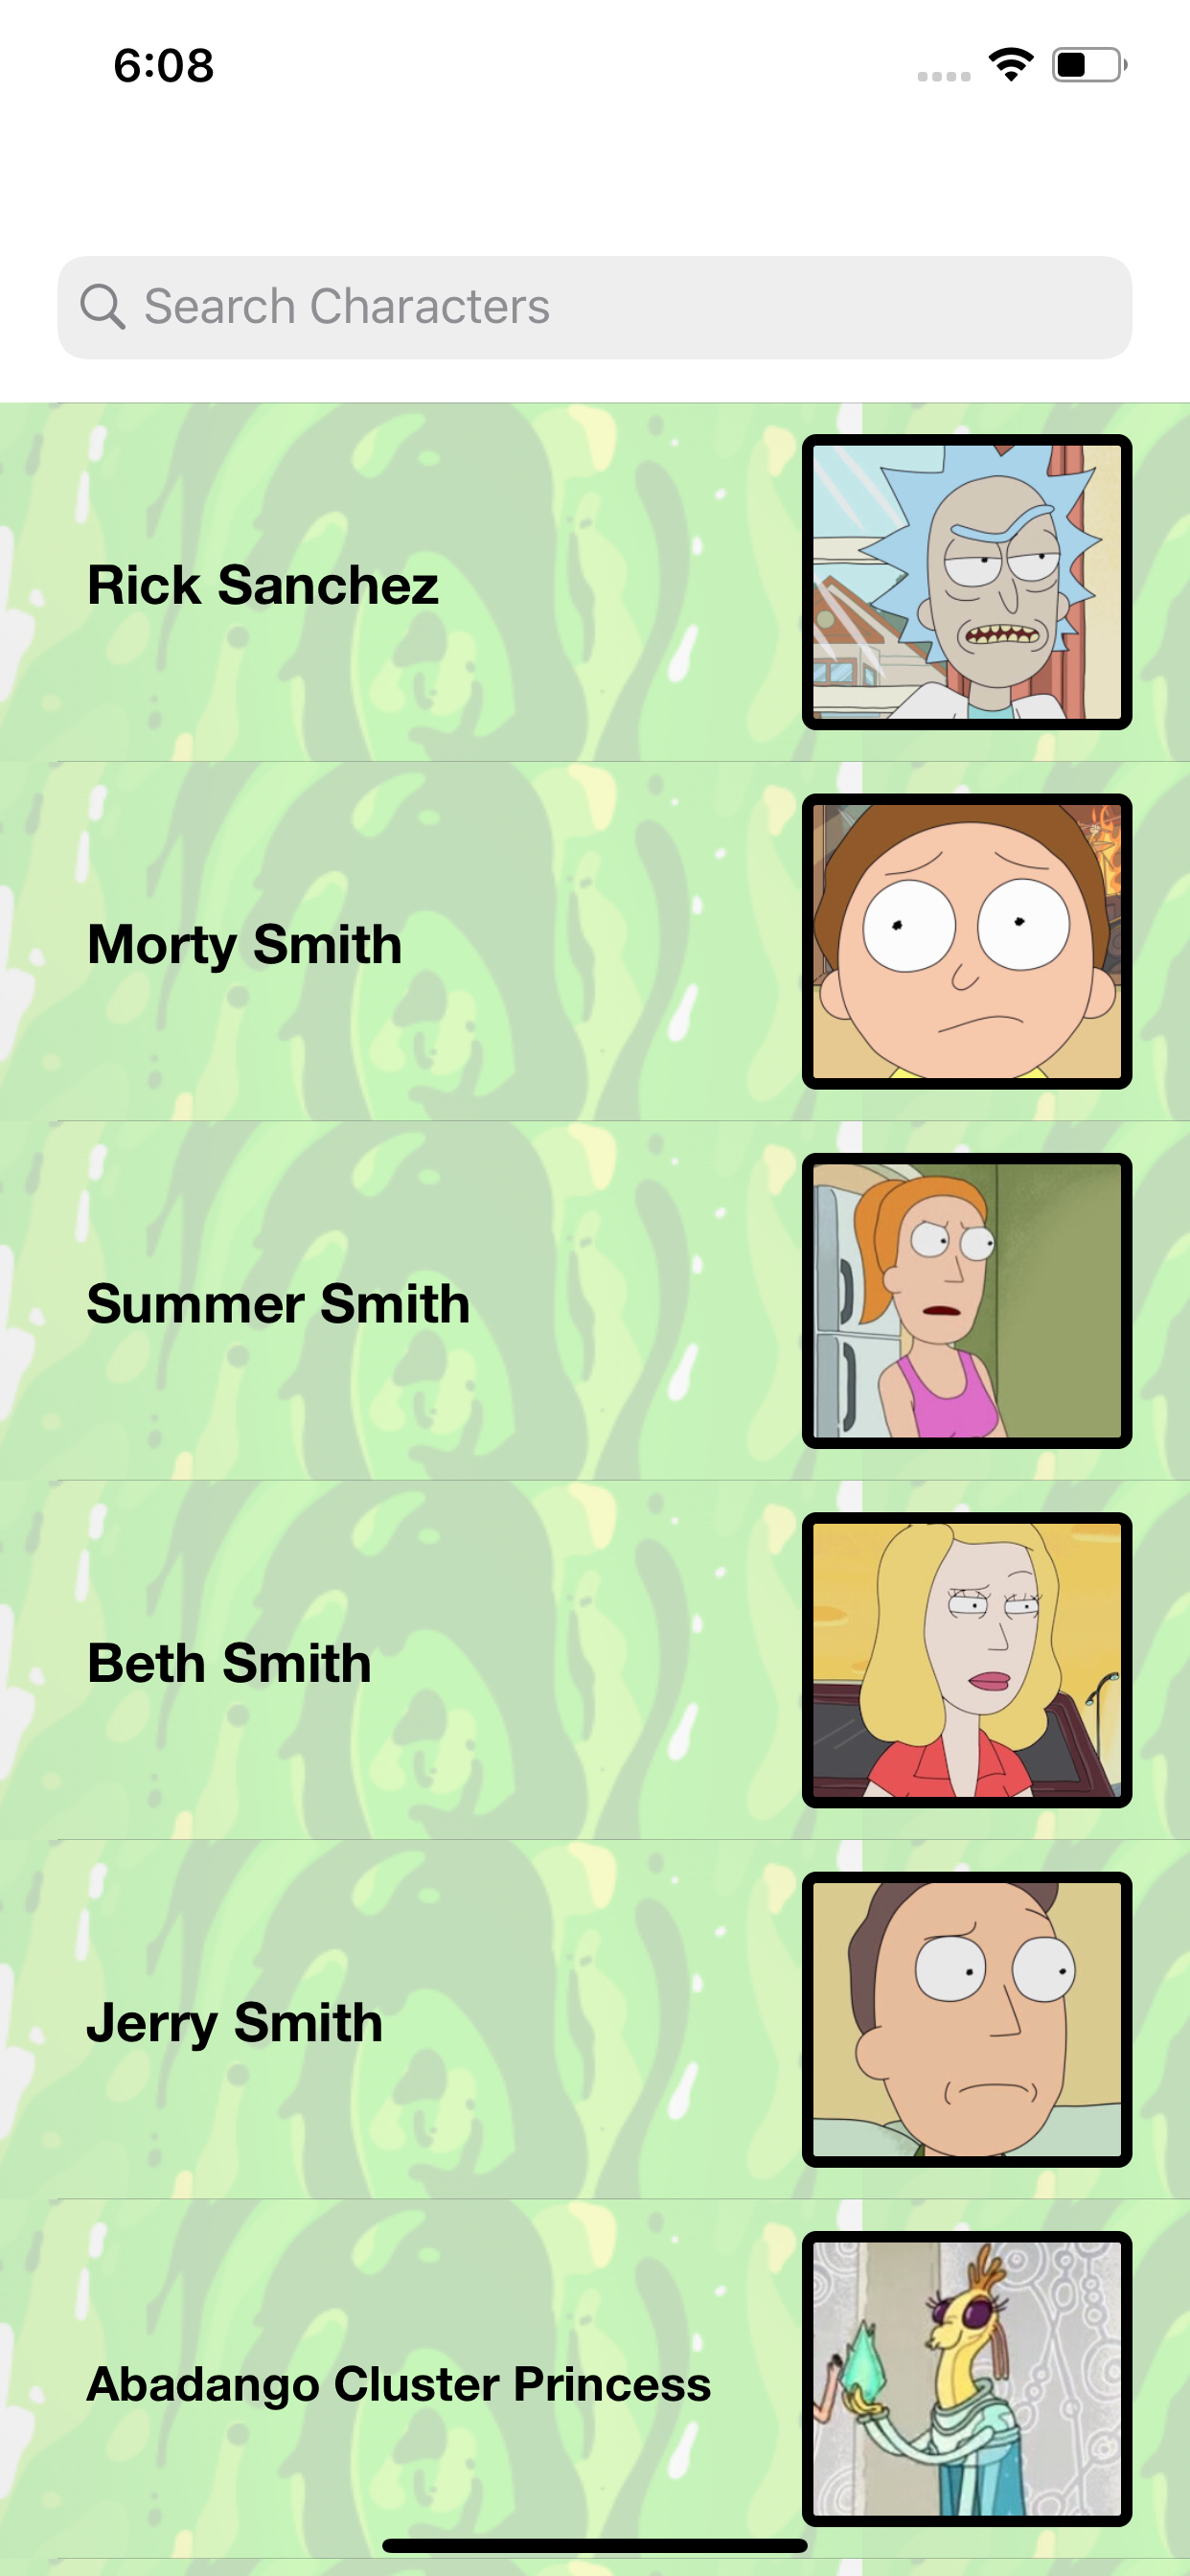 6:08
Search Characters
Rick Sanchez
Morty Smith
Summer Smith
Beth Smith
Jerry Smith
Abadango Cluster Princess